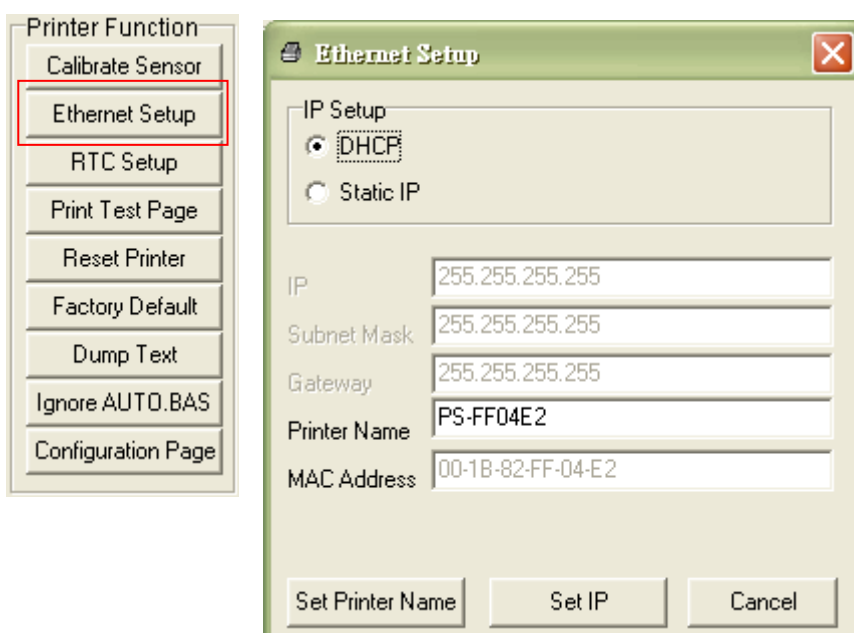 Printer Function
Calibrate Sensor
Ethernet Setup
RTC Setup
Print Test Page
Reset Printer
Factory Default
Dump Text
Ignore AUTO.BAS
Configuration Page
Ethernet Setup
IP Setup
DHCP
Static IP
IP 255.255.255.255
Subnet Mask 255.255.255.255
Gateway 255.255.255.255
Printer Name PS-FF04E2
MAC Address 00-1B-82-FF-04-E2
Set Printer Name Set IP Cancel